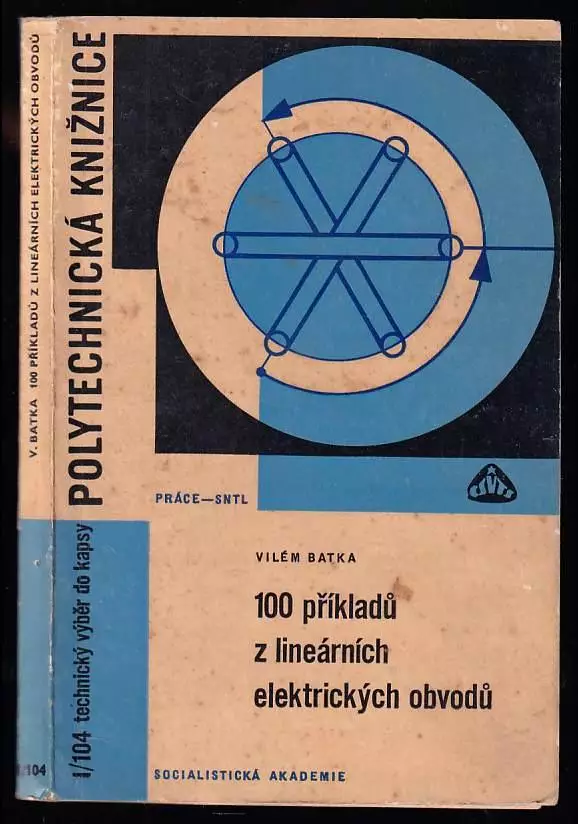 V. BATKA 100 PŘÍKLADŮ Z LINEÁRNÍCH ELEKTRICKÝCH OBVODŮ
I/104
POLYTECHNICKÁ KNIŽNICE
I/104 technický výběr do kapsy
PRÁCE—SNTL
VILÉM BATKA
100 příkladů
z lineárních
elektrických obvodů
SOCIALISTICKÁ AKADEMIE